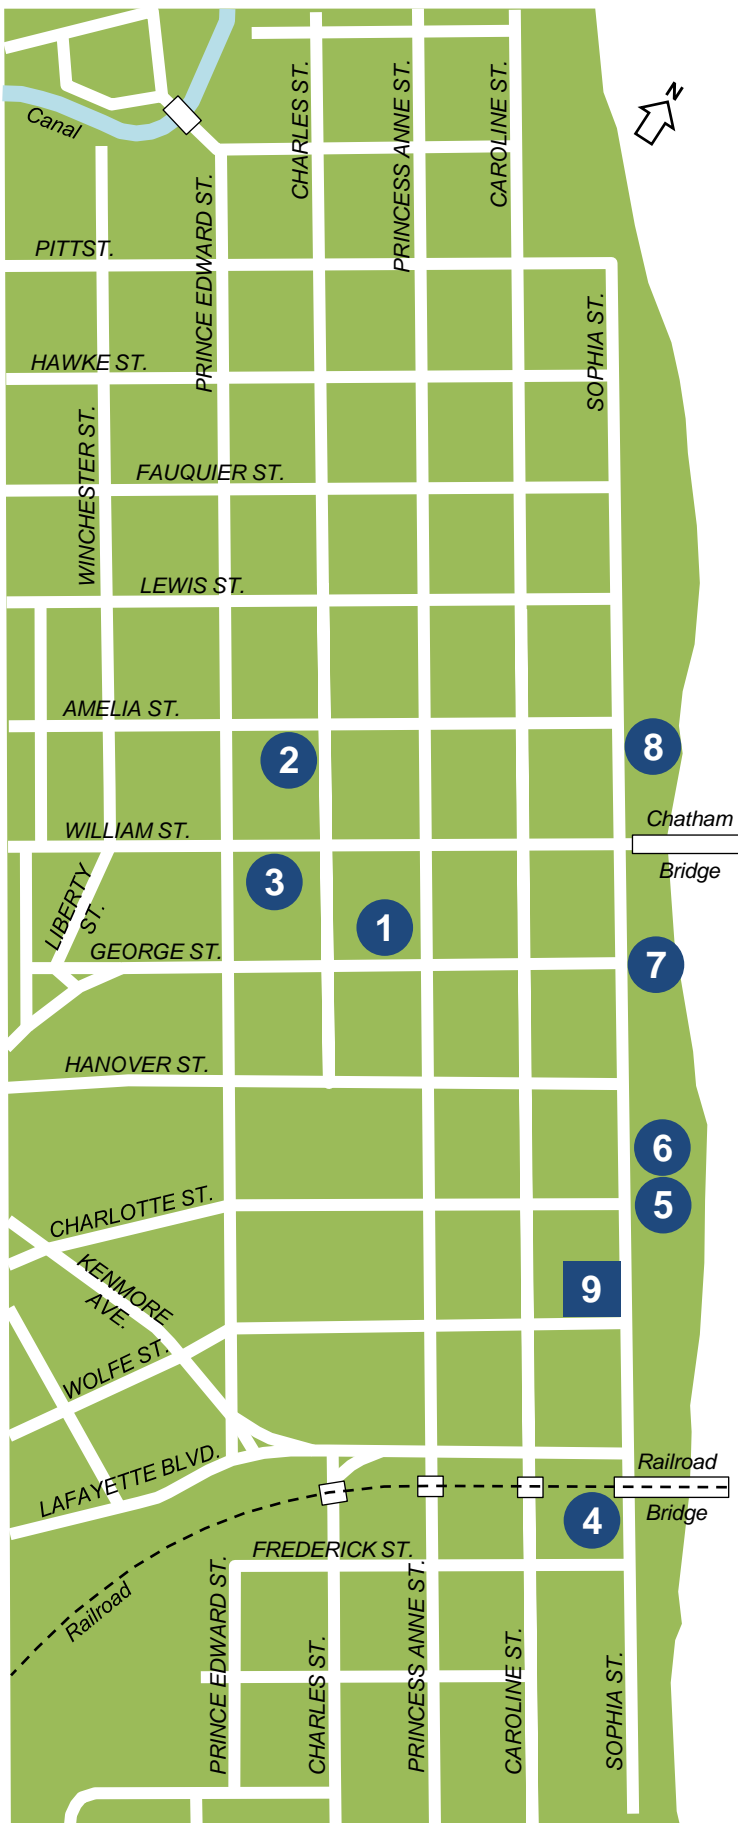 N
Canal
CHARLES ST.
PRINCESS ANNE ST.
CAROLINE ST.
PRINCE EDWARD ST.
PITTST.
SOPHIA ST.
HAWKE ST.
WINCHESTER ST.
FAUQUIER ST.
LEWIS ST.
AMELIA ST.
2
8
WILLIAM ST.
Chatham
Bridge
LIBERTY
ST.
3
1
GEORGE ST.
7
HANOVER ST.
6
5
CHARLOTTE ST.
KENMORE
AVE.
9
WOLFE ST.
LAFAYETTE BLVD.
Railroad
Bridge
4
FREDERICK ST.
Railroad
PRINCE EDWARD ST.
CHARLES ST.
PRINCESS ANNE ST.
CAROLINE ST.
SOPHIA ST.